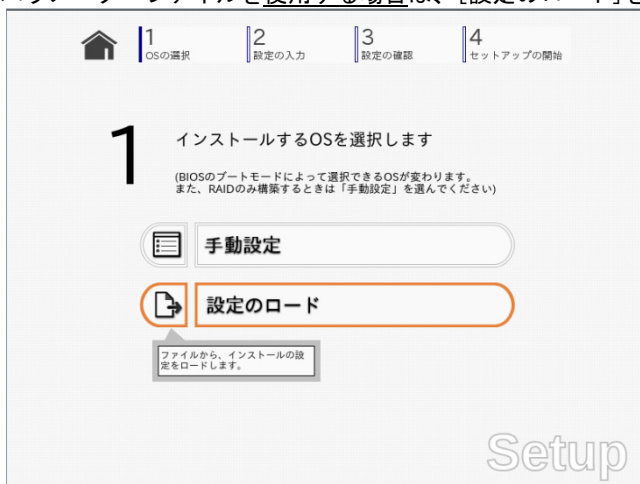 パラメーターファイルを使用する場合は、[設定のロード]を
1
OSの選択
2
設定の入力
3
設定の確認
4
セットアップの開始
1
インストールするOSを選択します
(BIOSのブートモードによって選択できるOSが変わります。
また、RAIDのみ構築するときは「手動設定」を選んでください)
手動設定
設定のロード
ファイルから、インストールの設
定をロードします。
Setup